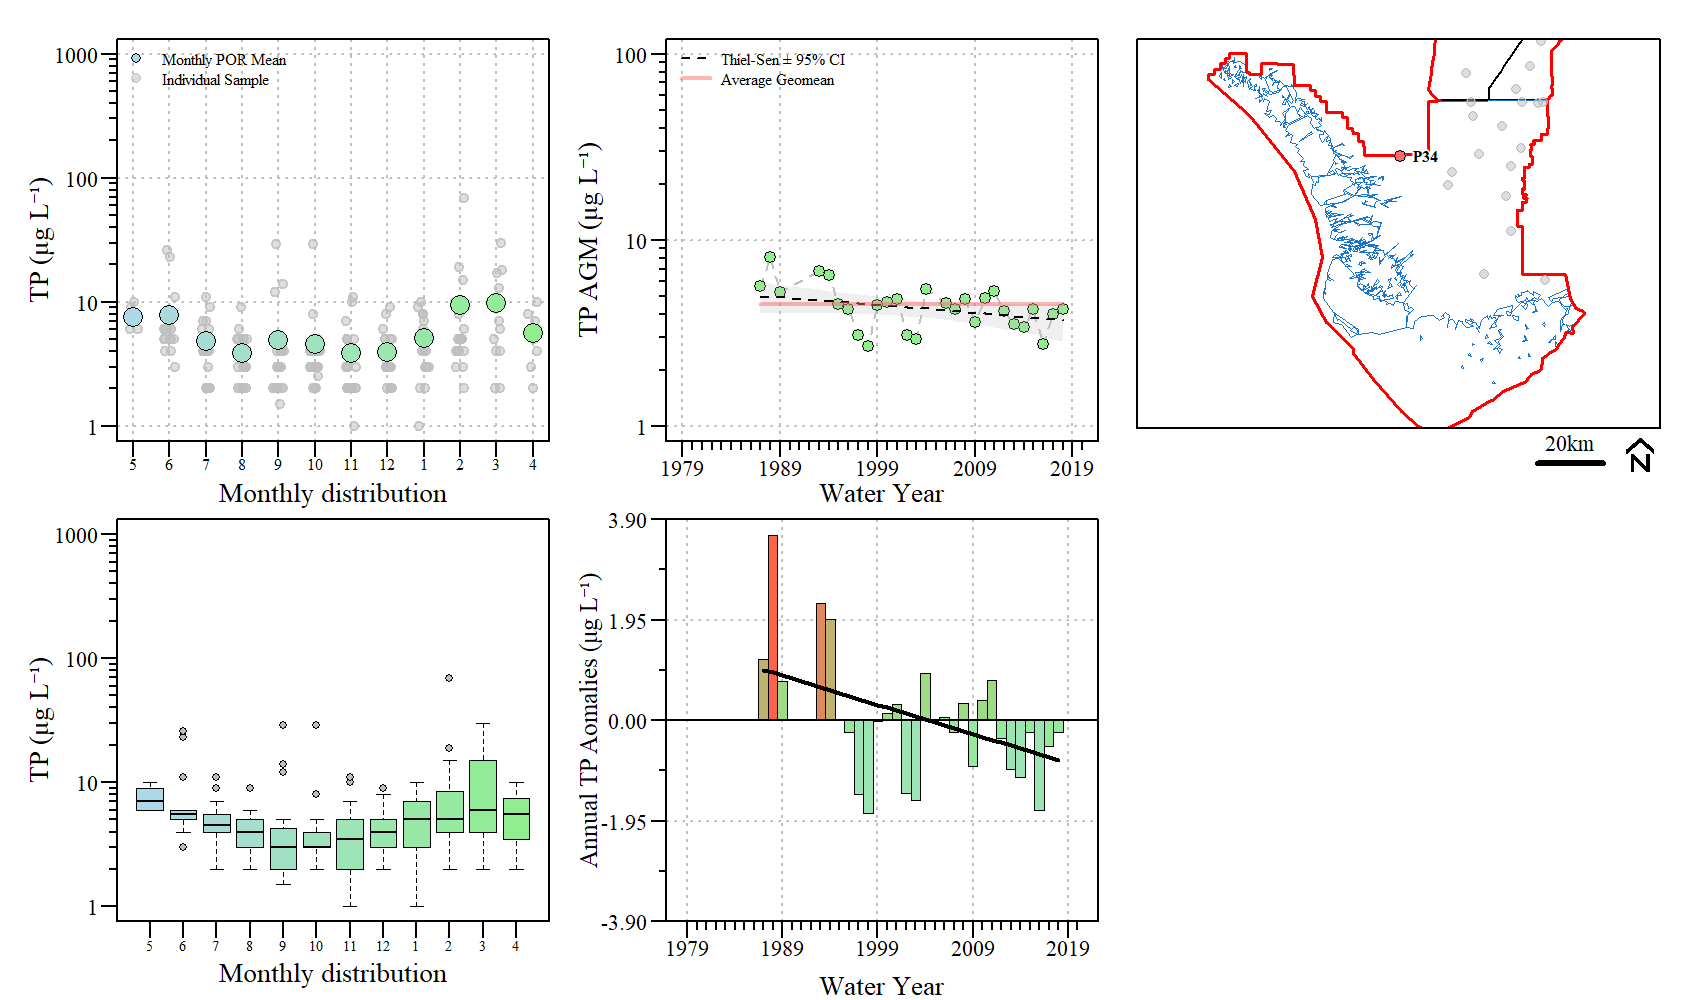 1000
100
10
1
TP (µg L⁻¹)
Monthly POR Mean
Individual Sample
5 6 7 8 9 10 11 12 1 2 3 4
Monthly distribution
100
10
1
TP AGM (µg L⁻¹)
Thiel-Sen ± 95% CI
Average Geomean
1979 1989 1999 2009 2019
Water Year
P34
20km
N
1000
100
10
1
TP (µg L⁻¹)
5 6 7 8 9 10 11 12 1 2 3 4
Monthly distribution
3.90
1.95
0.00
-1.95
-3.90
Annual TP Aomalies (µg L⁻¹)
1979 1989 1999 2009 2019
Water Year